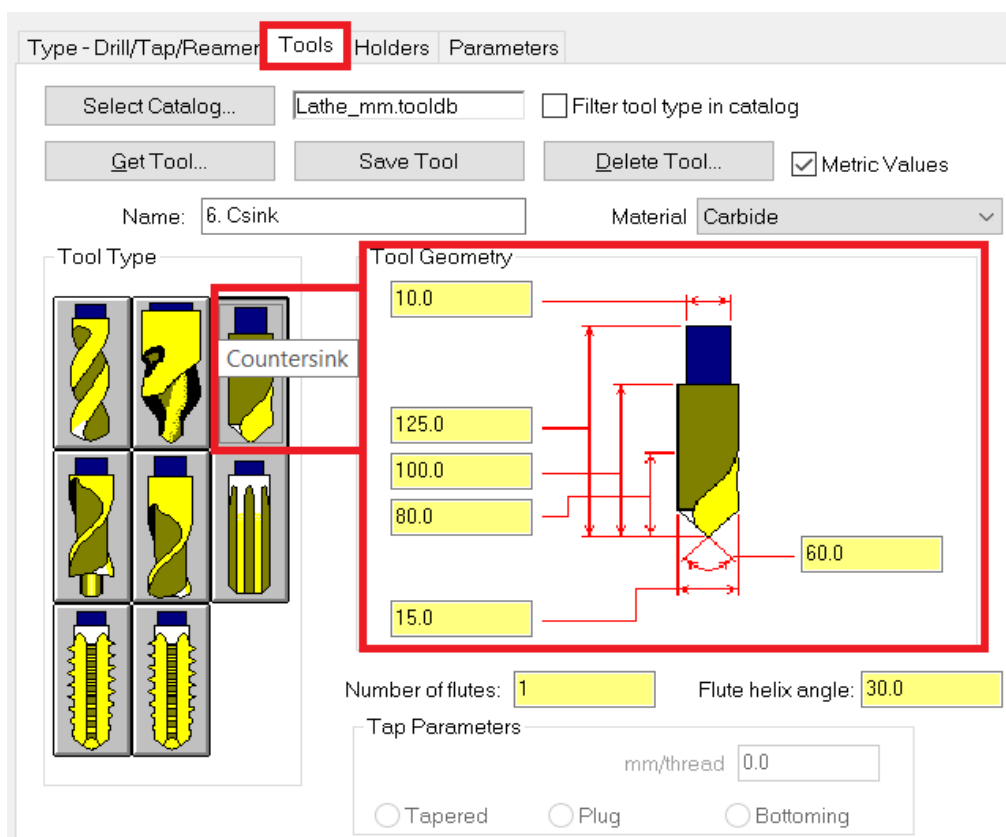 Type - Drill/Tap/Reamer Tools Holders Parameters
Select Catalog... Lathe_mm.tooldb Filter tool type in catalog
Get Tool... Save Tool Delete Tool... Metric Values
Name: 6. Csink Material Carbide
Tool Type Tool Geometry
10.0
Countersink
125.0
100.0
80.0
60.0
15.0
Number of flutes: 1 Flute helix angle: 30.0
Tap Parameters
mm/thread 0.0
Tapered Plug Bottoming